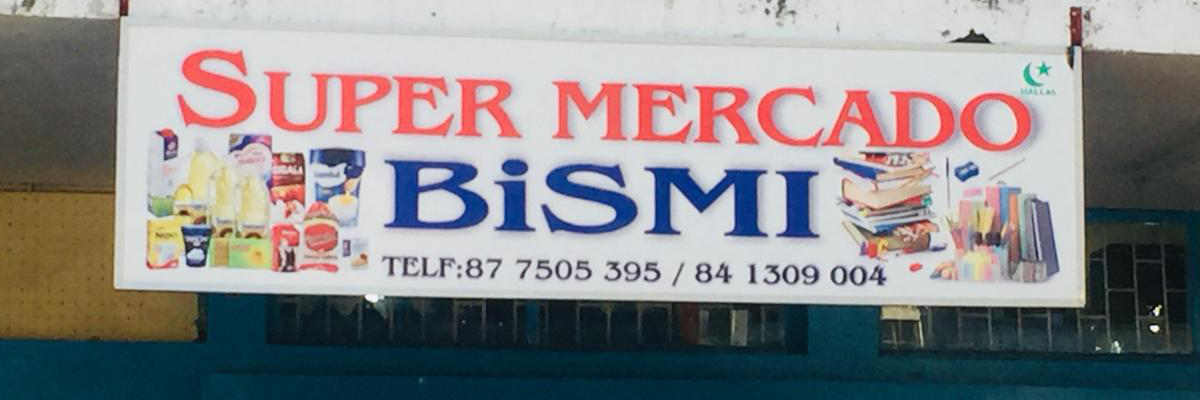 SUPER MERCADO
HALLAL
BiSMI
TELF:87 7505 395 / 84 1309 004